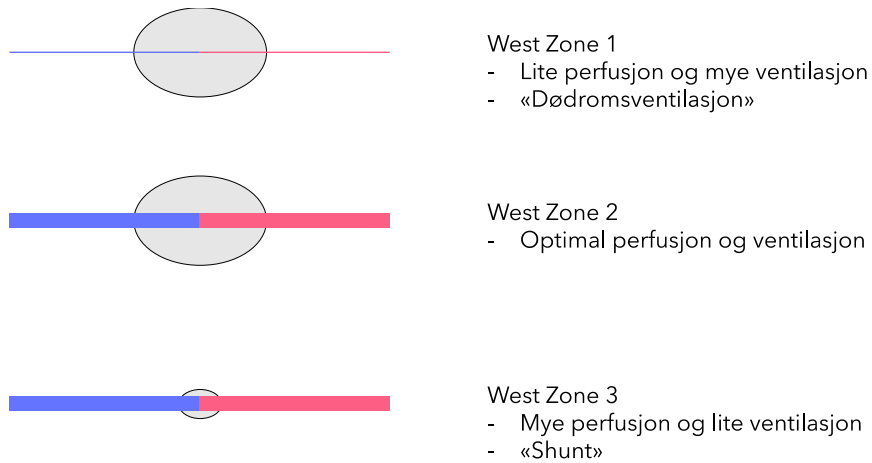 West Zone 1
- Lite perfusjon og mye ventilasjon
- «Dødromsventilasjon»
West Zone 2
- Optimal perfusjon og ventilasjon
West Zone 3
- Mye perfusjon og lite ventilasjon
- «Shunt»